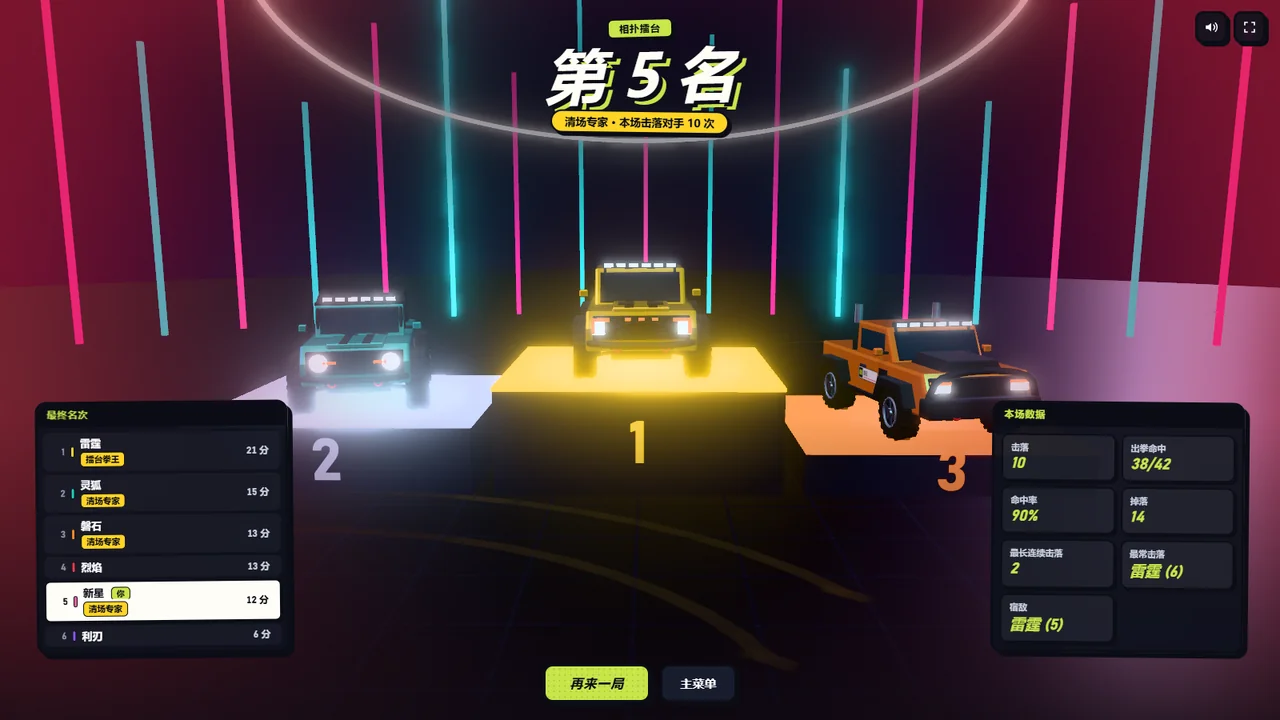 相扑擂台
第 5 名
清场专家 • 本场击落对手 10 次
2
1
3
最终名次
1 雷霆 21 分
擂台拳王
2 灵狐 15 分
清场专家
3 磐石 13 分
清场专家
4 烈焰 13 分
5 新星 你 12 分
清场专家
6 利刃 6 分
本场数据
击落
10
出拳命中
38/42
命中率
90%
掉落
14
最长连续击落
2
最常击落
雷霆 (6)
宿敌
雷霆 (5)
再来一局
主菜单